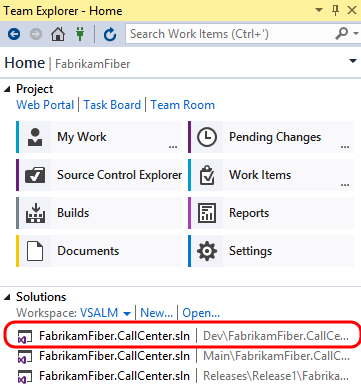 Team Explorer - Home
Search Work Items (Ctrl+')
Home | FabrikamFiber
Project
Web Portal | Task Board | Team Room
My Work ...
Pending Changes ...
Source Control Explorer
Work Items ...
Builds
Reports
Documents
Settings
Solutions
Workspace: VSALM | New... | Open...
FabrikamFiber.CallCenter.sln | Dev\FabrikamFiber.CallCe...
FabrikamFiber.CallCenter.sln | Main\FabrikamFiber.CallC...
FabrikamFiber.CallCenter.sln | Releases\Release1\Fabrika...